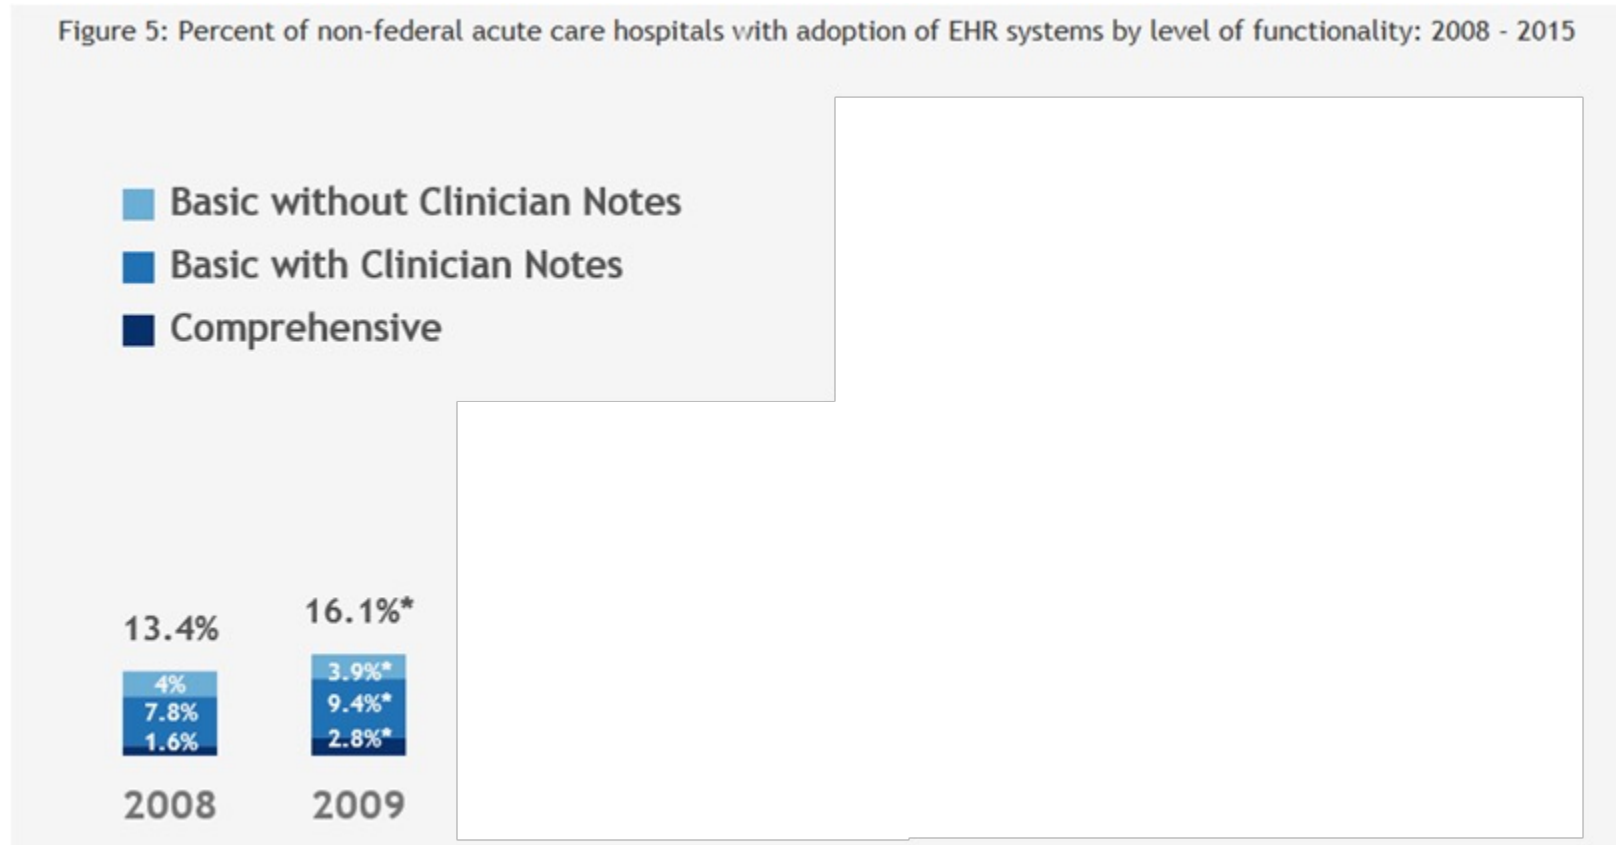 Figure 5: Percent of non-federal acute care hospitals with adoption of EHR systems by level of functionality: 2008 - 2015
Basic without Clinician Notes
Basic with Clinician Notes
Comprehensive
13.4%
4%
7.8%
1.6%
2008
16.1%*
3.9%*
9.4%*
2.8%*
2009